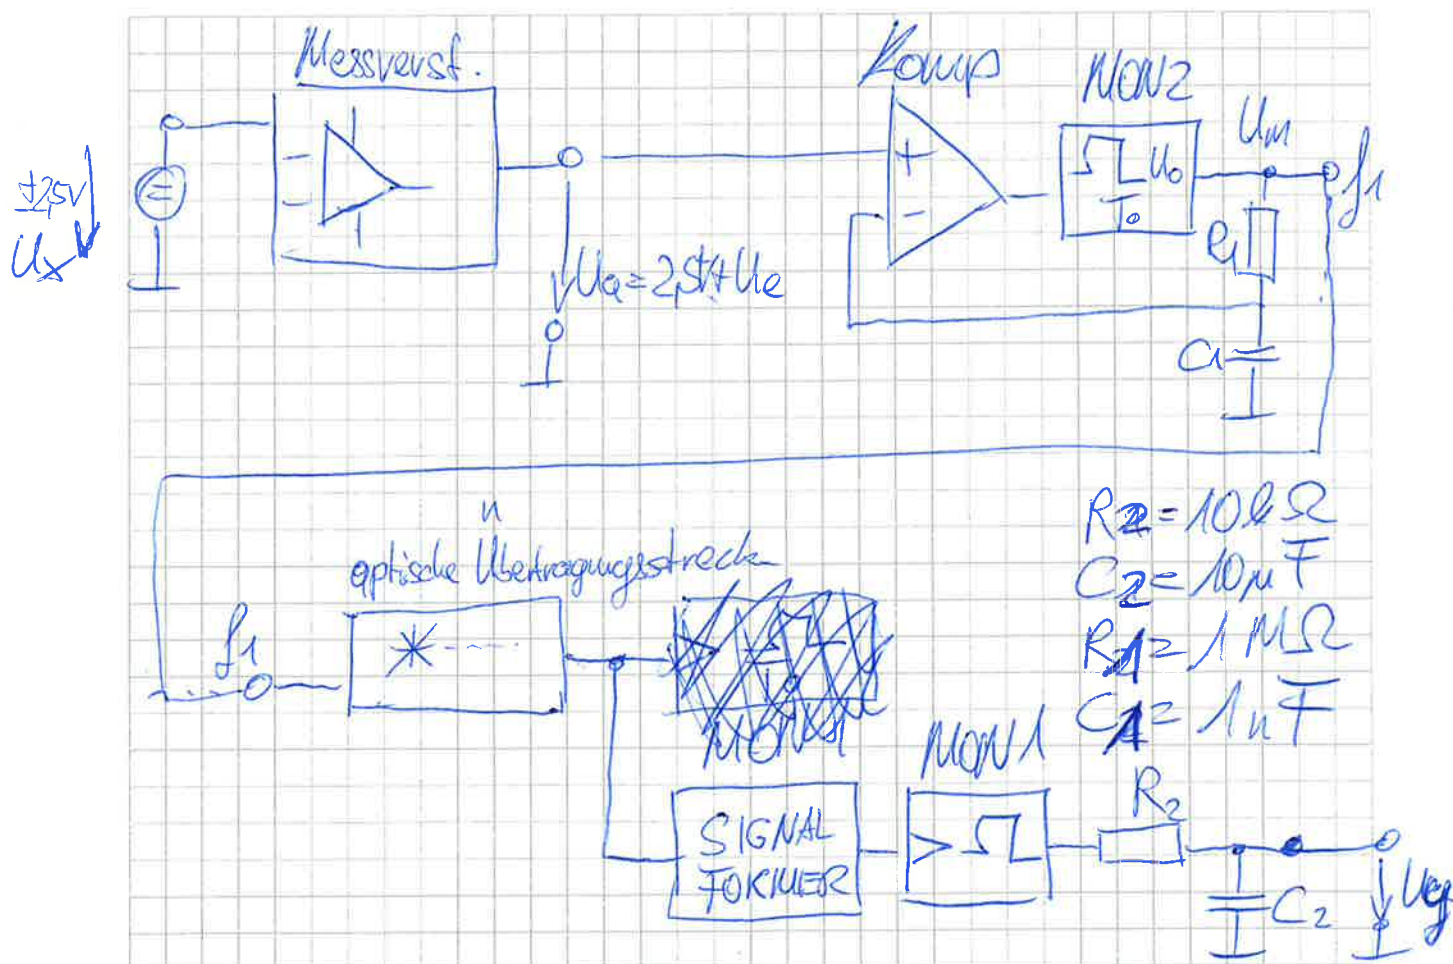 Messverst.
Komp
MON2
Um
f1
±2,5V
Ux
=
+
-
U0
T0
R1
C1
Ua=2,5V+Ue
ü
optische Übertragungsstrecke
f1
MON1
SIGNAL
FORMER
MON1
R2
C2
R2=10kΩ
C2=10µF
R1=1MΩ
C1=1nF